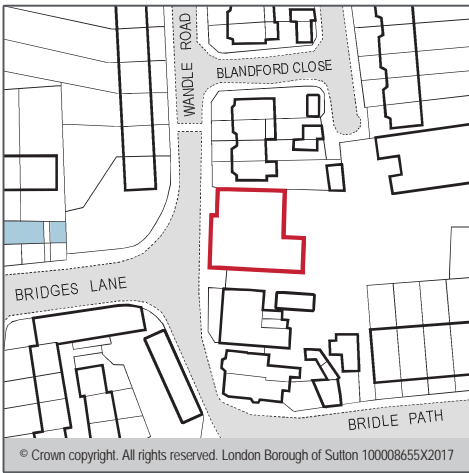 WANDLE ROAD
BLANDFORD CLOSE
BRIDGES LANE
BRIDLE PATH
© Crown copyright. All rights reserved. London Borough of Sutton 100008655X2017